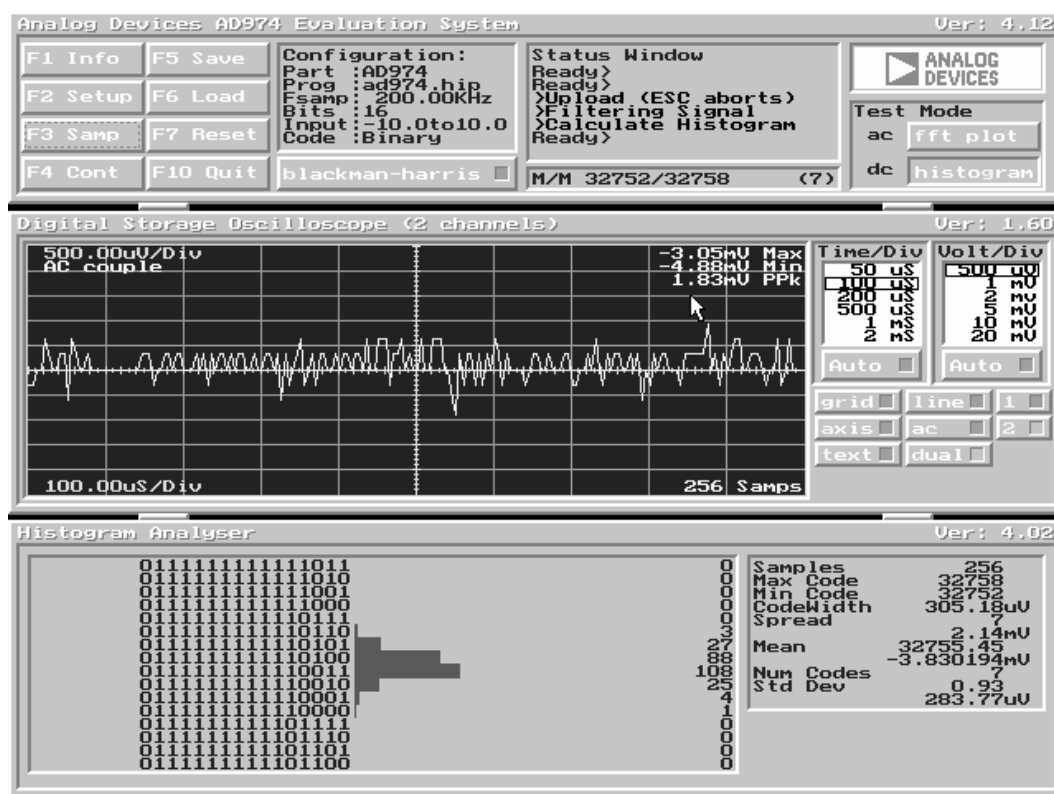 Analog Devices AD974 Evaluation System Ver: 4.12
F1 Info F5 Save
F2 Setup F6 Load
F3 Samp F7 Reset
F4 Cont F10 Quit
Configuration:
Part :AD974
Prog :ad974.hip
Fsamp: 200.00KHz
Bits :16
Input:-10.0to10.0
Code :Binary
blackman-harris
Status Window
Ready>
Ready>
>Upload (ESC aborts)
>Filtering Signal
>Calculate Histogram
Ready>
M/M 32752/32758 (7)
ANALOG
DEVICES
Test Mode
ac fft plot
dc histogram
Digital Storage Oscilloscope (2 channels) Ver: 1.60
500.00uV/Div
AC couple
-3.05mV Max
-4.88mV Min
1.83mV PPk
100.00uS/Div 256 Samps
Time/Div
50 uS
100 uS
200 uS
500 uS
1 mS
2 mS
Auto
Volt/Div
500 uV
1 mV
2 mV
5 mV
10 mV
20 mV
Auto
grid line 1
axis ac 2
text dual
Histogram Analyser Ver: 4.02
0111111111111011 0
0111111111111010 0
0111111111111001 0
0111111111111000 0
0111111111110111 0
0111111111110110 3
0111111111110101 27
0111111111110100 88
0111111111110011 108
0111111111110010 25
0111111111110001 4
0111111111110000 1
0111111111101111 0
0111111111101110 0
0111111111101101 0
0111111111101100 0
Samples 256
Max Code 32758
Min Code 32752
CodeWidth 305.18uV
Spread 7
2.14mV
Mean 32755.45
-3.830194mV
Num Codes 7
Std Dev 0.93
283.77uV